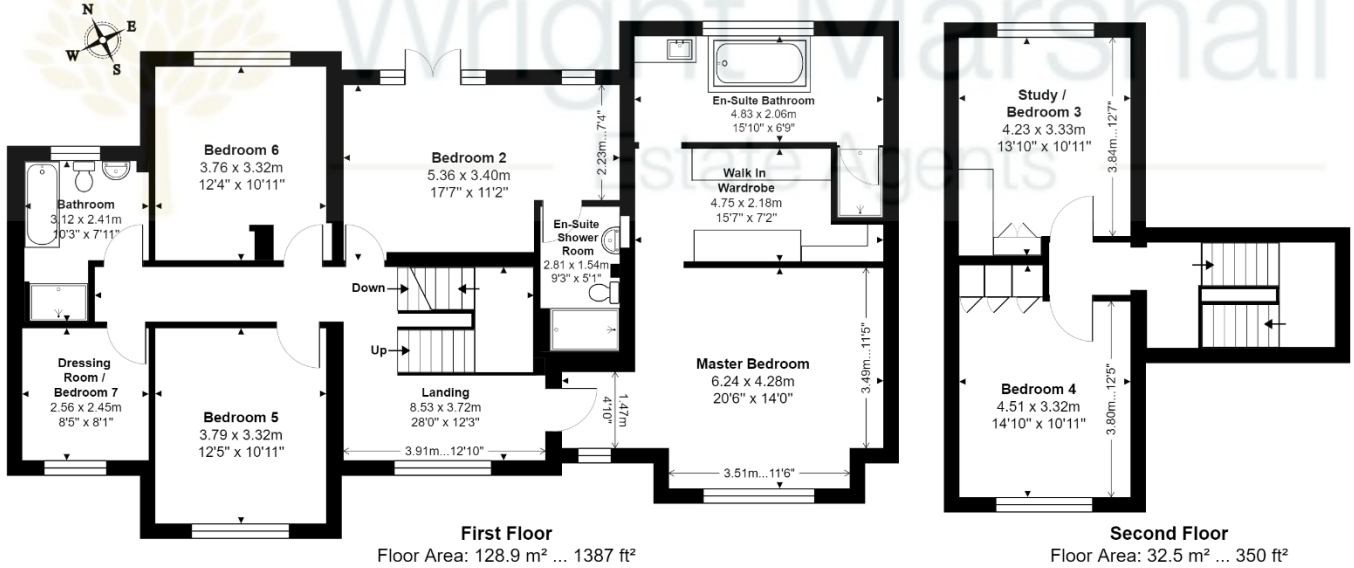 Wright Marshall
Estate Agents
N
E
W
S
Bedroom 6
3.76 x 3.32m
12'4" x 10'11"
Bathroom
3.12 x 2.41m
10'3" x 7'11"
Bedroom 2
5.36 x 3.40m
17'7" x 11'2"
2.23m...7'4"
En-Suite
Shower
Room
2.81 x 1.54m
9'3" x 5'1"
En-Suite Bathroom
4.83 x 2.06m
15'10" x 6'9"
Walk In
Wardrobe
4.75 x 2.18m
15'7" x 7'2"
Down
Up
Dressing
Room /
Bedroom 7
2.56 x 2.45m
8'5" x 8'1"
Bedroom 5
3.79 x 3.32m
12'5" x 10'11"
Landing
8.53 x 3.72m
28'0" x 12'3"
3.91m...12'10"
1.47m
4'10"
Master Bedroom
6.24 x 4.28m
20'6" x 14'0"
3.49m...11'5"
3.51m...11'6"
First Floor
Floor Area: 128.9 m² ... 1387 ft²
Study /
Bedroom 3
4.23 x 3.33m
13'10" x 10'11"
3.84m...12'7"
Bedroom 4
4.51 x 3.32m
14'10" x 10'11"
3.80m...12'5"
Second Floor
Floor Area: 32.5 m² ... 350 ft²